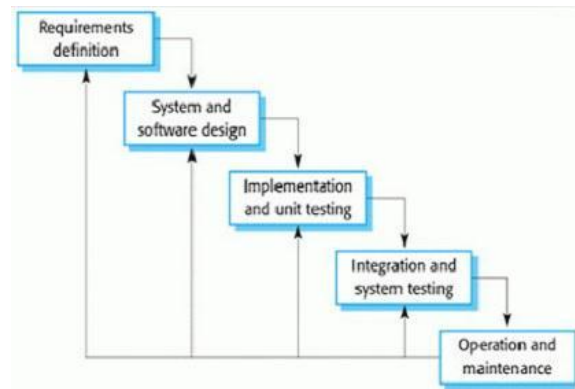 Requirements
definition
System and
software design
Implementation
and unit testing
Integration and
system testing
Operation and
maintenance